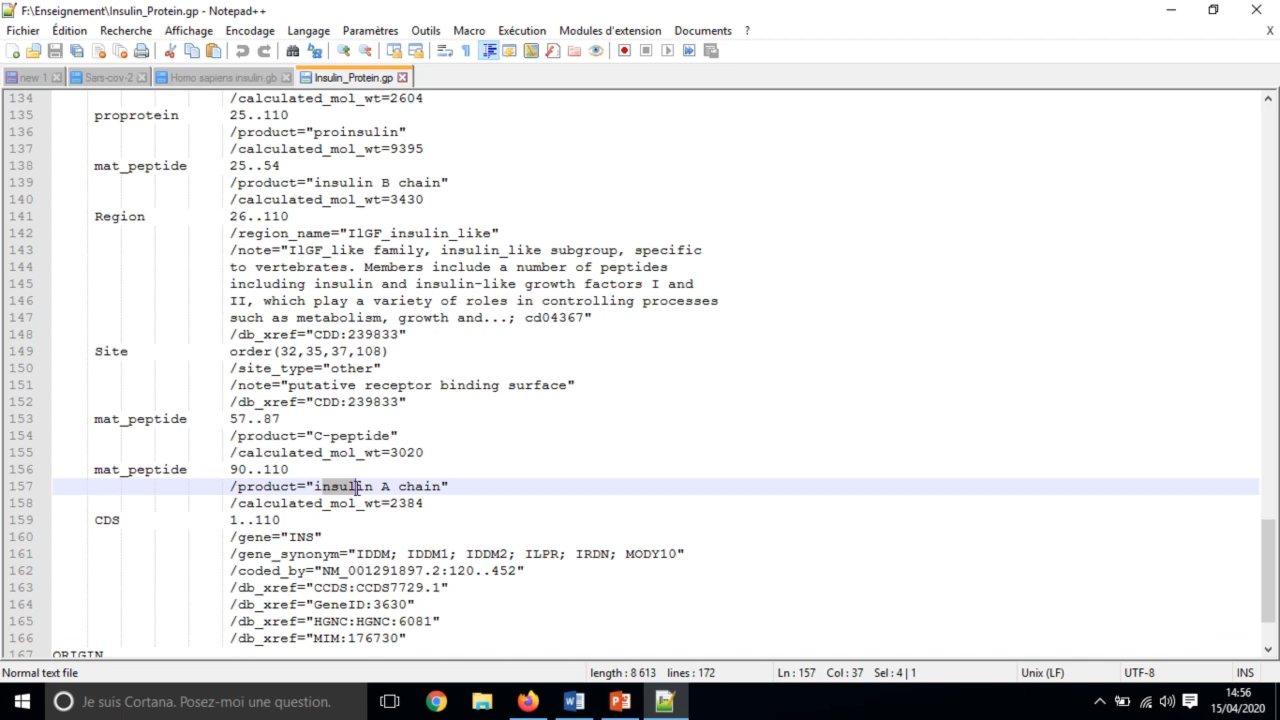 F:\Enseignement\Insulin_Protein.gp - Notepad++
Fichier Édition Recherche Affichage Encodage Langage Paramètres Outils Macro Exécution Modules d'extension Documents ? X
new 1 Sars-cov-2 Homo sapiens insulin.gb Insulin_Protein.gp
134 /calculated_mol_wt=2604
135 proprotein 25..110
136 /product="proinsulin"
137 /calculated_mol_wt=9395
138 mat_peptide 25..54
139 /product="insulin B chain"
140 /calculated_mol_wt=3430
141 Region 26..110
142 /region_name="IlGF_insulin_like"
143 /note="IlGF_like family, insulin_like subgroup, specific
144 to vertebrates. Members include a number of peptides
145 including insulin and insulin-like growth factors I and
146 II, which play a variety of roles in controlling processes
147 such as metabolism, growth and...; cd04367"
148 /db_xref="CDD:239833"
149 Site order(32,35,37,108)
150 /site_type="other"
151 /note="putative receptor binding surface"
152 /db_xref="CDD:239833"
153 mat_peptide 57..87
154 /product="C-peptide"
155 /calculated_mol_wt=3020
156 mat_peptide 90..110
157 /product="insulin A chain"
158 /calculated_mol_wt=2384
159 CDS 1..110
160 /gene="INS"
161 /gene_synonym="IDDM; IDDM1; IDDM2; ILPR; IRDN; MODY10"
162 /coded_by="NM_001291897.2:120..452"
163 /db_xref="CCDS:CCDS7729.1"
164 /db_xref="GeneID:3630"
165 /db_xref="HGNC:HGNC:6081"
166 /db_xref="MIM:176730"
167 ORIGIN
Normal text file length : 8 613 lines : 172 Ln : 157 Col : 37 Sel : 4 | 1 Unix (LF) UTF-8 INS
Je suis Cortana. Posez-moi une question. 14:56
15/04/2020